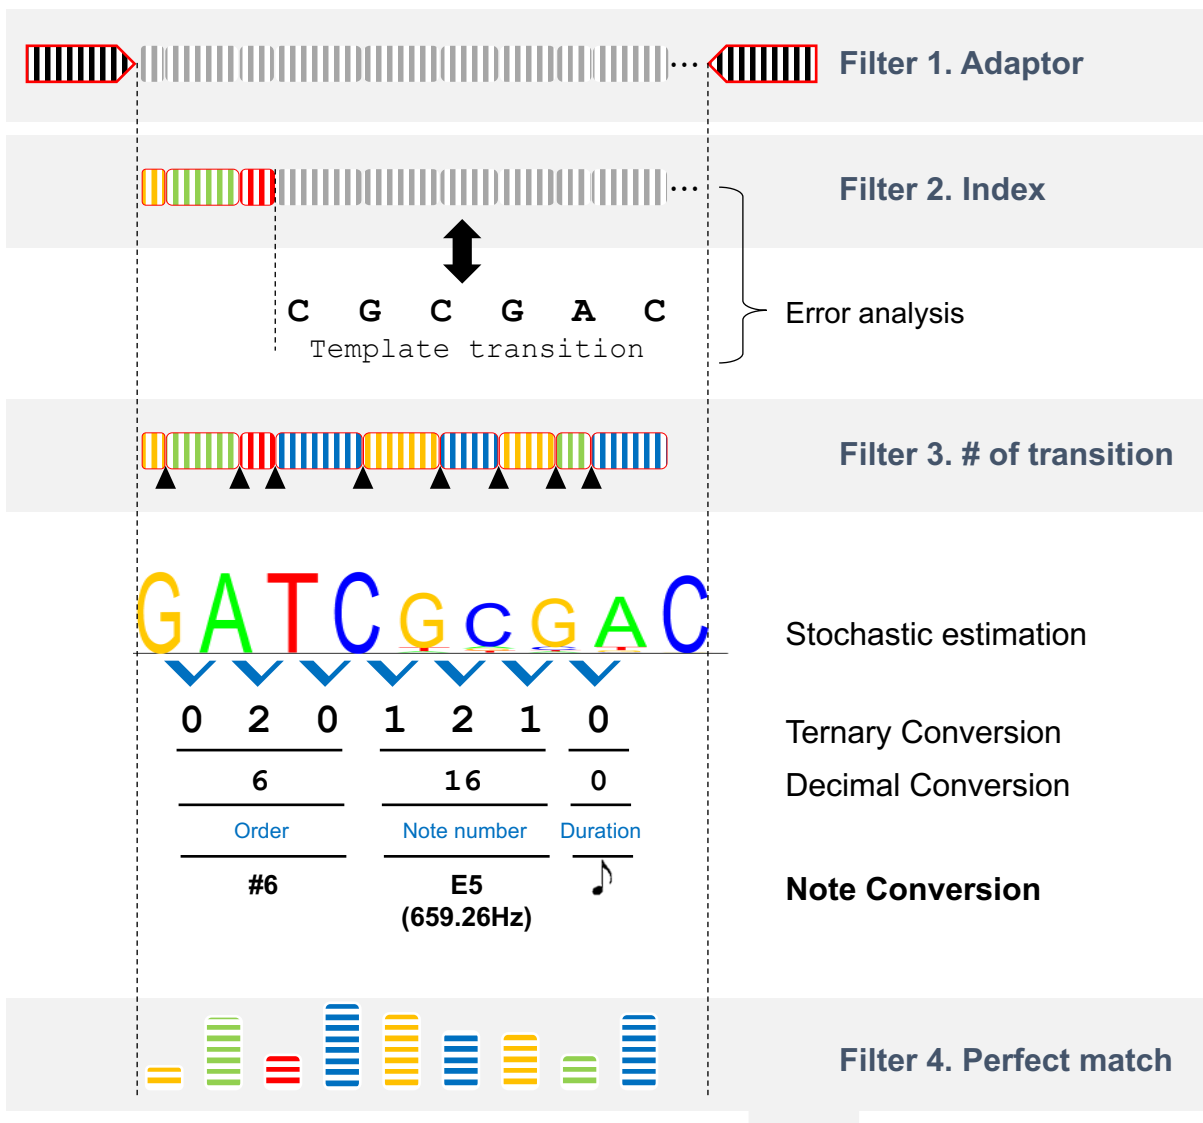 ... Filter 1. Adaptor
... Filter 2. Index
C G C G A C
Template transition
Error analysis
Filter 3. # of transition
GATCGCGAC
Stochastic estimation
0 2 0 1 2 1 0
Ternary Conversion
6 16 0
Decimal Conversion
Order Note number Duration
#6 E5 ♪
(659.26Hz)
Note Conversion
Filter 4. Perfect match